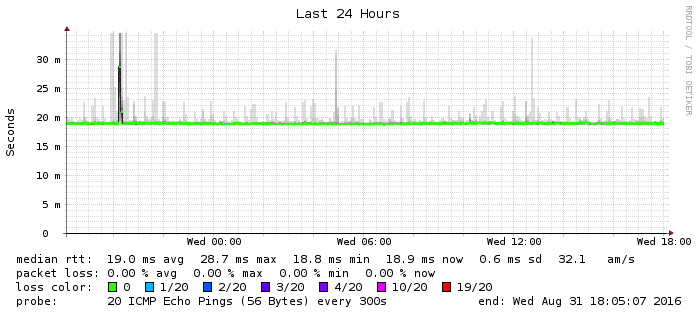 Last 24 Hours
RRDTOOL / TOBI OETIKER
Seconds
30 m
25 m
20 m
15 m
10 m
5 m
0
Wed 00:00 Wed 06:00 Wed 12:00 Wed 18:00
median rtt: 19.0 ms avg 28.7 ms max 18.8 ms min 18.9 ms now 0.6 ms sd 32.1 am/s
packet loss: 0.00 % avg 0.00 % max 0.00 % min 0.00 % now
loss color: 0 1/20 2/20 3/20 4/20 10/20 19/20
probe: 20 ICMP Echo Pings (56 Bytes) every 300s end: Wed Aug 31 18:05:07 2016